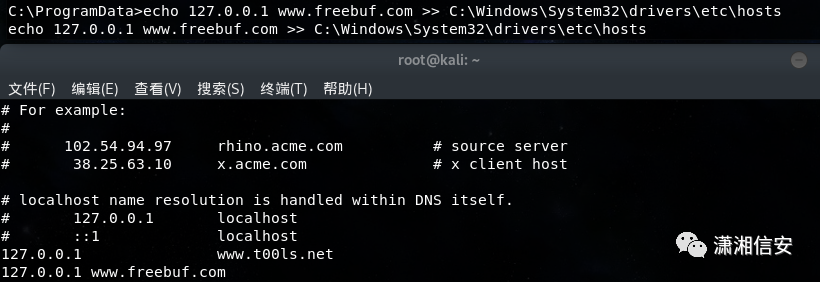 C:\ProgramData>echo 127.0.0.1 www.freebuf.com >> C:\Windows\System32\drivers\etc\hosts
echo 127.0.0.1 www.freebuf.com >> C:\Windows\System32\drivers\etc\hosts
root@kali: ~
文件(F) 编辑(E) 查看(V) 搜索(S) 终端(T) 帮助(H)
# For example:
#
#      102.54.94.97     rhino.acme.com          # source server
#       38.25.63.10     x.acme.com              # x client host
# localhost name resolution is handled within DNS itself.
#       127.0.0.1       localhost
#       ::1             localhost
127.0.0.1               www.t00ls.net
127.0.0.1 www.freebuf.com
潇湘信安